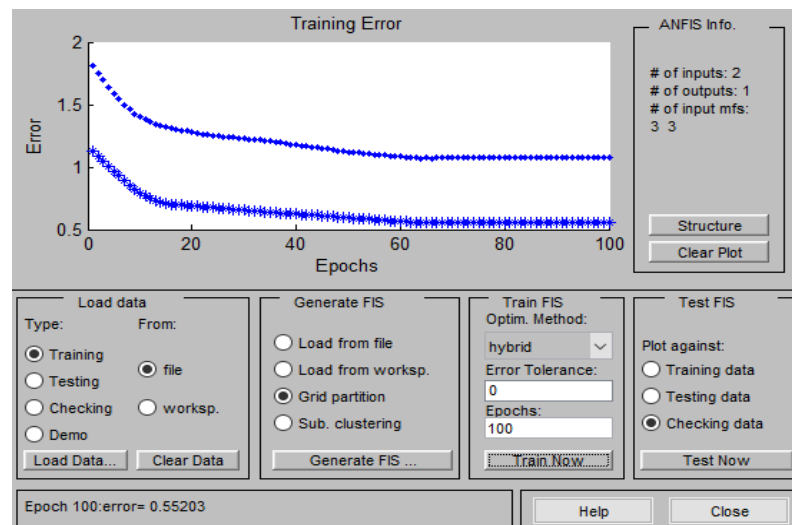 Training Error
2
1.5
1
0.5
Error
0 20 40 60 80 100
Epochs
ANFIS Info.
# of inputs: 2
# of outputs: 1
# of input mfs:
3 3
Structure
Clear Plot
Load data
Type: From:
Training
Testing
Checking
Demo
file
worksp.
Load Data... Clear Data
Generate FIS
Load from file
Load from worksp.
Grid partition
Sub. clustering
Generate FIS ...
Train FIS
Optim. Method:
hybrid
Error Tolerance:
0
Epochs:
100
Train Now
Test FIS
Plot against:
Training data
Testing data
Checking data
Test Now
Epoch 100:error= 0.55203
Help Close